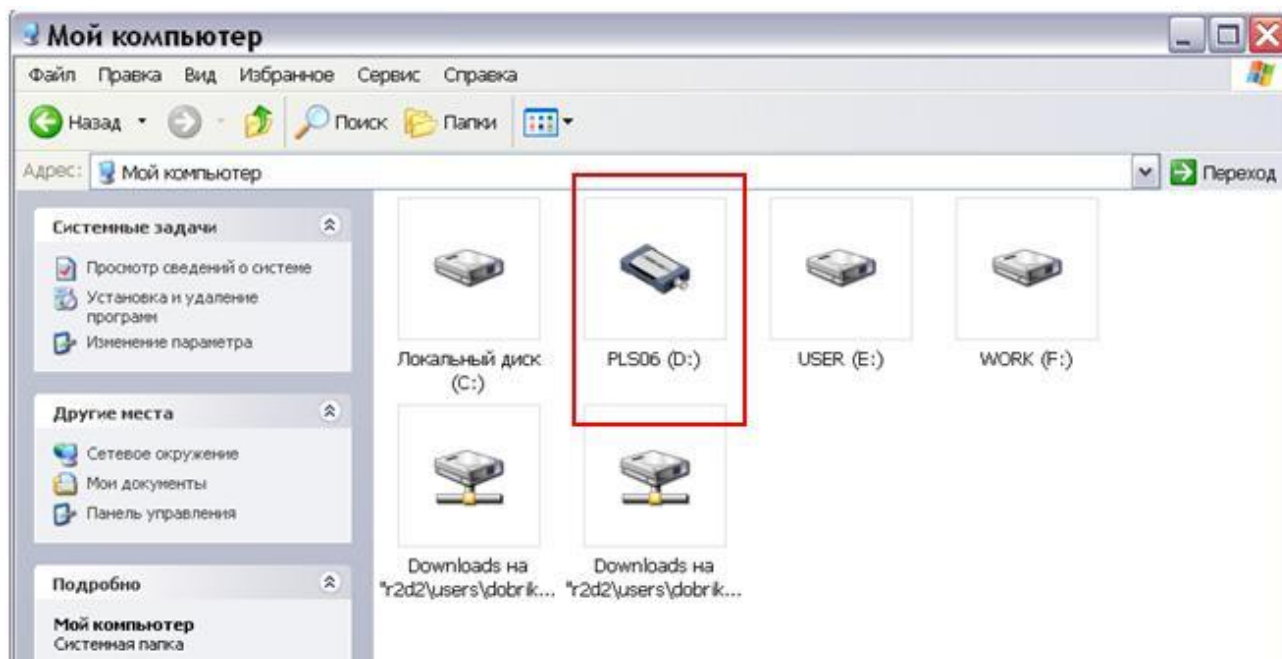 Мой компьютер
Файл Правка Вид Избранное Сервис Справка
Назад Поиск Папки
Адрес: Мой компьютер Переход
Системные задачи
Просмотр сведений о системе
Установка и удаление
программ
Изменение параметра
Другие места
Сетевое окружение
Мои документы
Панель управления
Подробно
Мой компьютер
Системная папка
Локальный диск
(C:)
PLS06 (D:)
USER (E:)
WORK (F:)
Downloads на
"r2d2\users\dobrik...
Downloads на
"r2d2\users\dobrik...